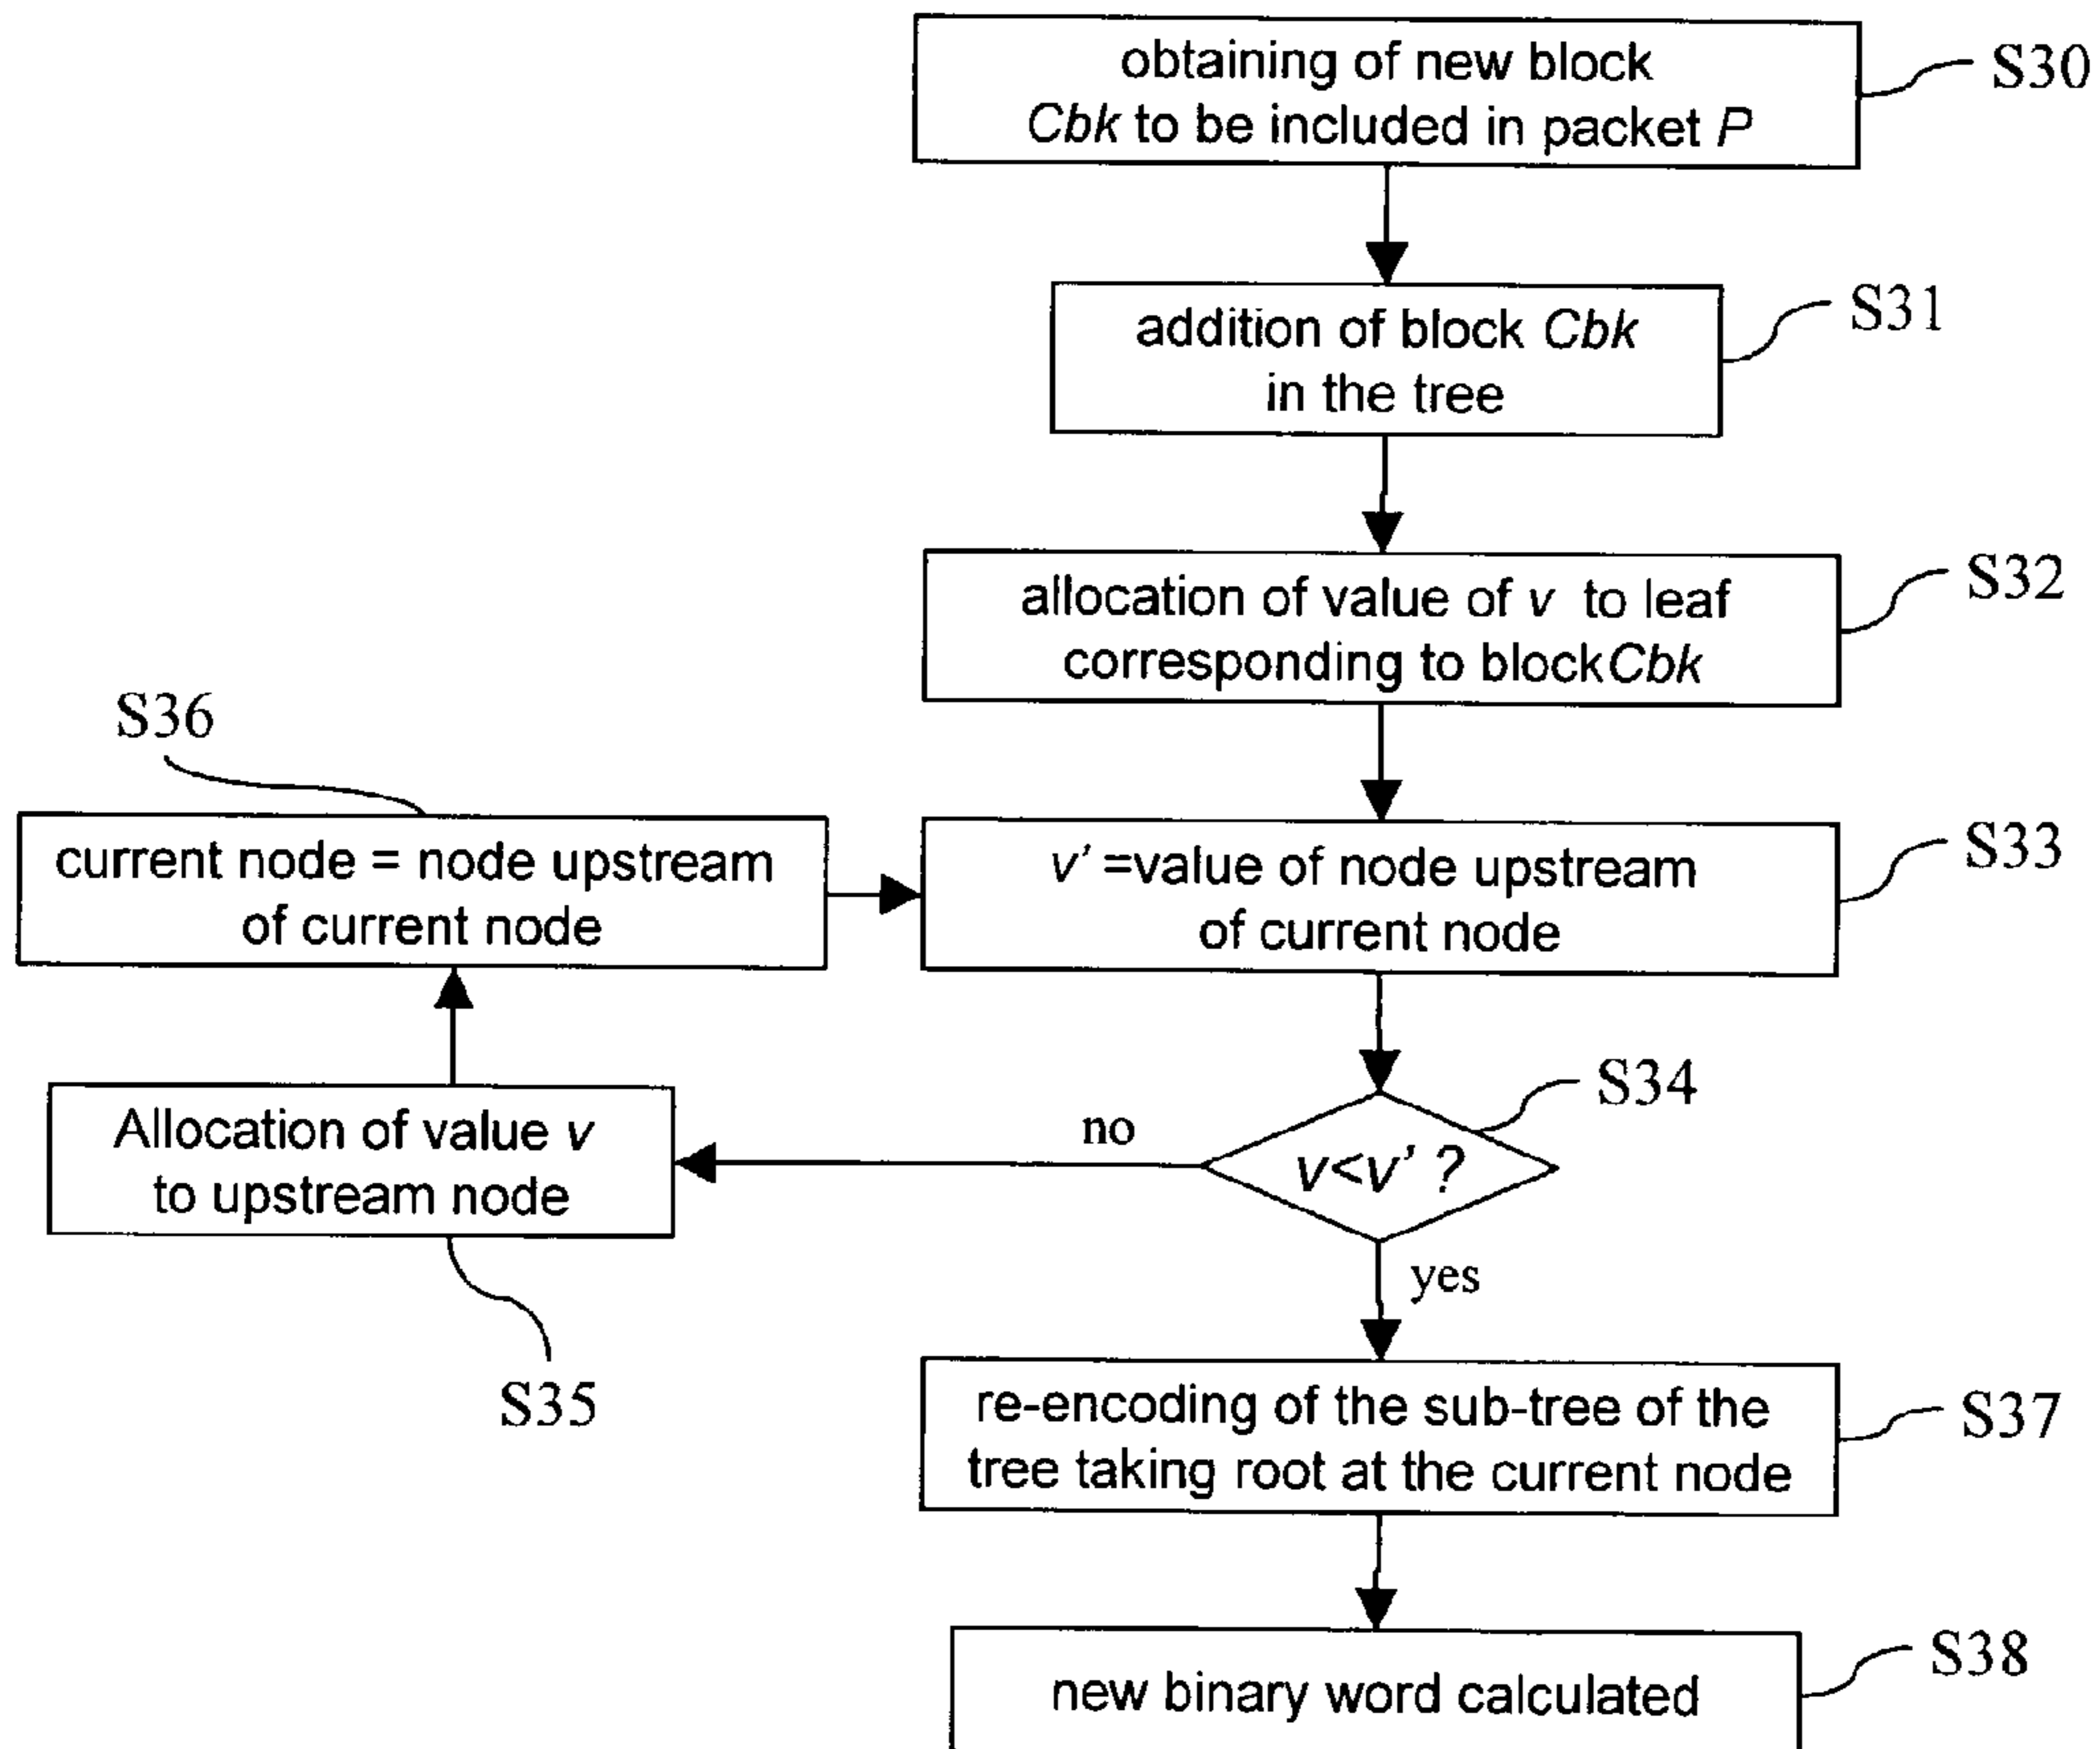 obtaining of new block
Cbk to be included in packet P
S30
addition of block Cbk
in the tree
S31
allocation of value of v to leaf
corresponding to blockCbk
S32
S36
current node = node upstream
of current node
v' =value of node upstream
of current node
S33
v<v' ?
S34
no
yes
Allocation of value v
to upstream node
S35
re-encoding of the sub-tree of the
tree taking root at the current node
S37
new binary word calculated
S38